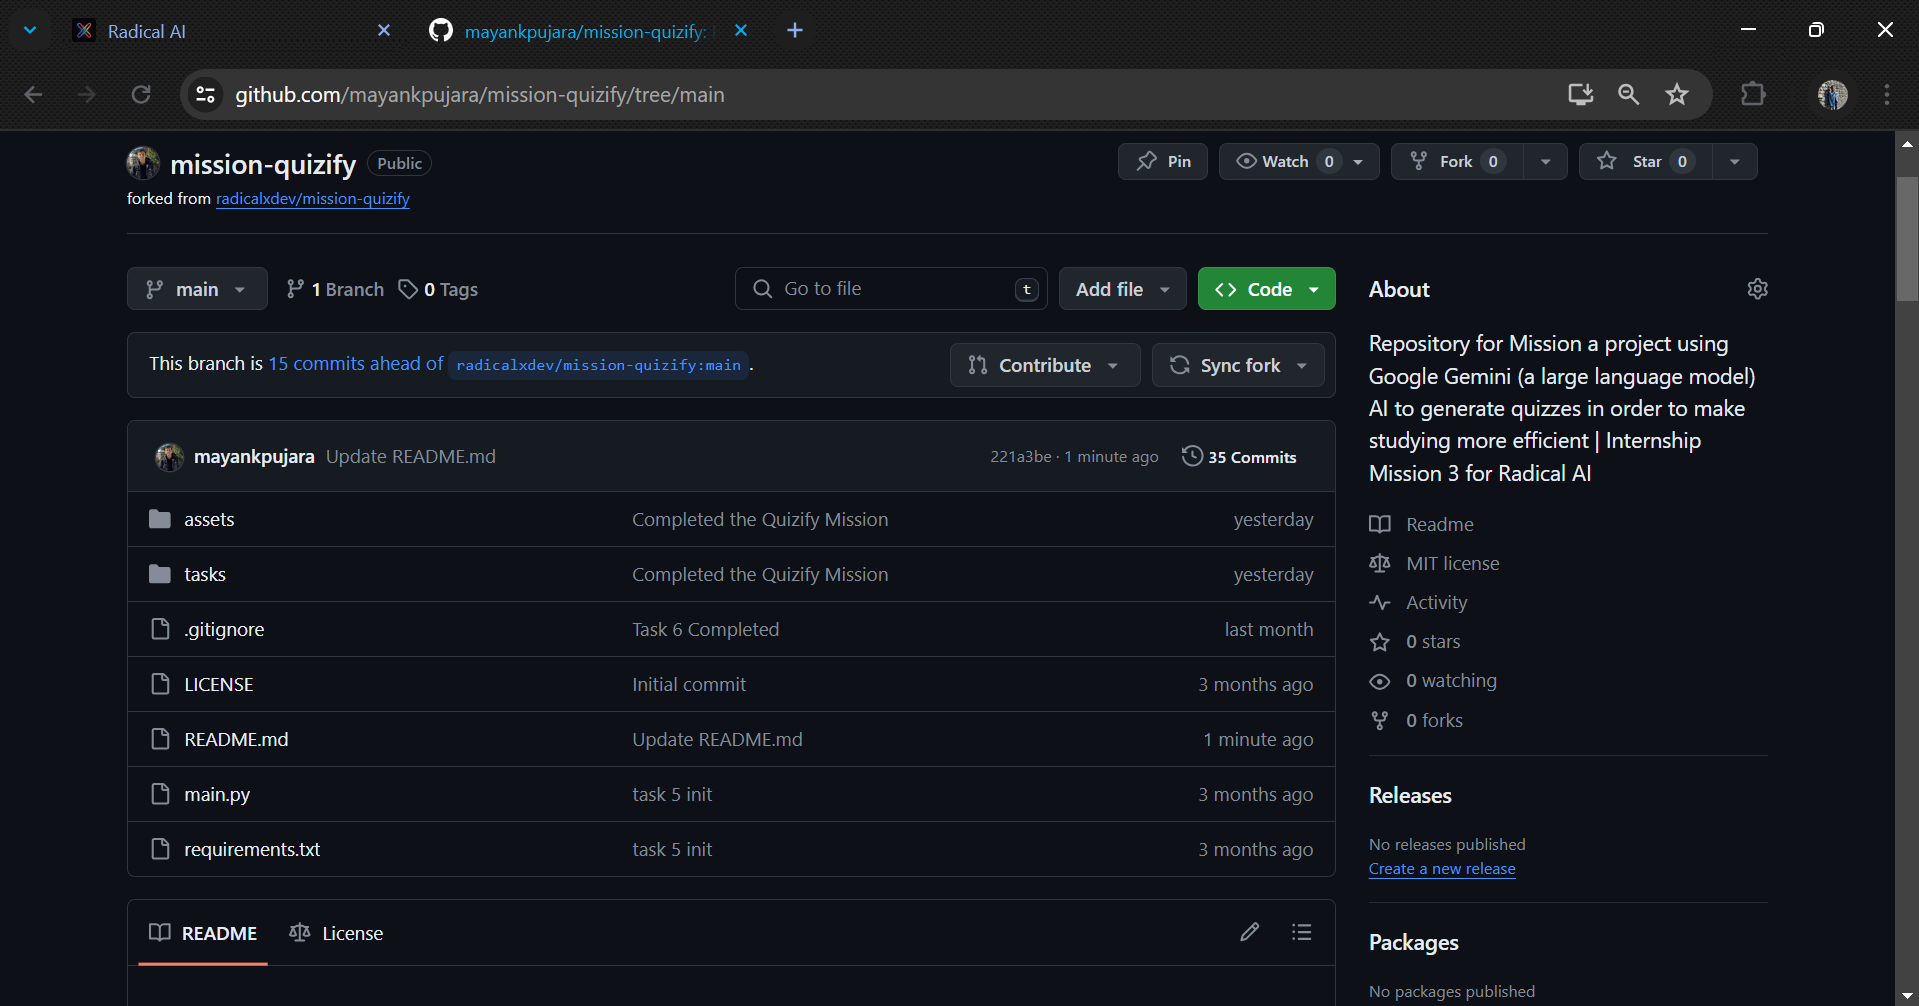 Radical AI
mayankpujara/mission-quizify:
github.com/mayankpujara/mission-quizify/tree/main
mission-quizify Public
Pin Watch 0 Fork 0 Star 0
forked from radicalxdev/mission-quizify
main 1 Branch 0 Tags Go to file t Add file Code
This branch is 15 commits ahead of radicalxdev/mission-quizify:main .
Contribute Sync fork
mayankpujara Update README.md 221a3be · 1 minute ago 35 Commits
assets Completed the Quizify Mission yesterday
tasks Completed the Quizify Mission yesterday
.gitignore Task 6 Completed last month
LICENSE Initial commit 3 months ago
README.md Update README.md 1 minute ago
main.py task 5 init 3 months ago
requirements.txt task 5 init 3 months ago
README License
About
Repository for Mission a project using
Google Gemini (a large language model)
AI to generate quizzes in order to make
studying more efficient | Internship
Mission 3 for Radical AI
Readme
MIT license
Activity
0 stars
0 watching
0 forks
Releases
No releases published
Create a new release
Packages
No packages published